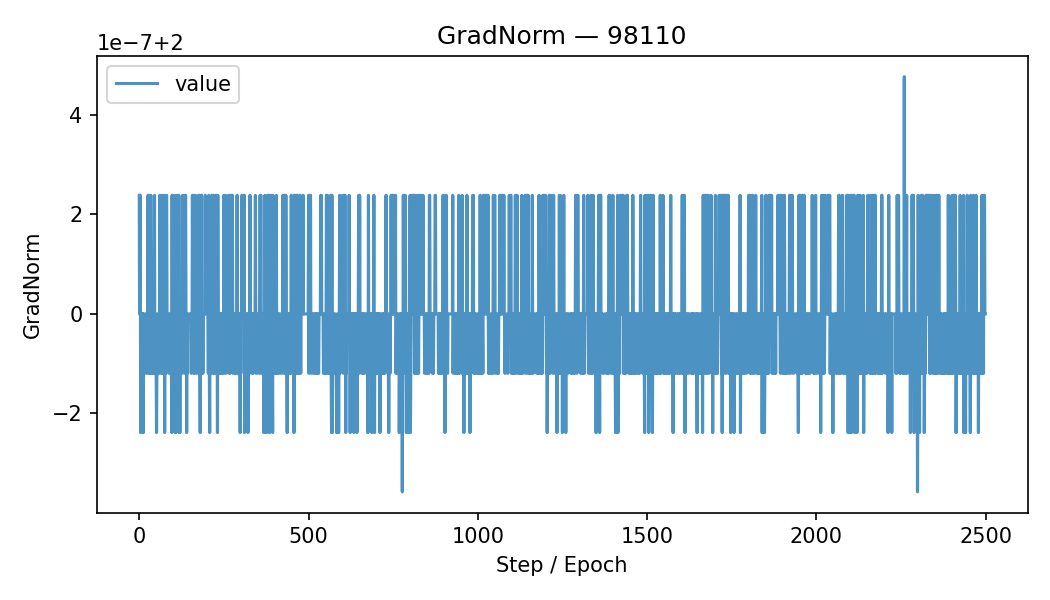 GradNorm — 98110
1e−7+2
value
4
2
0
−2
GradNorm
0 500 1000 1500 2000 2500
Step / Epoch